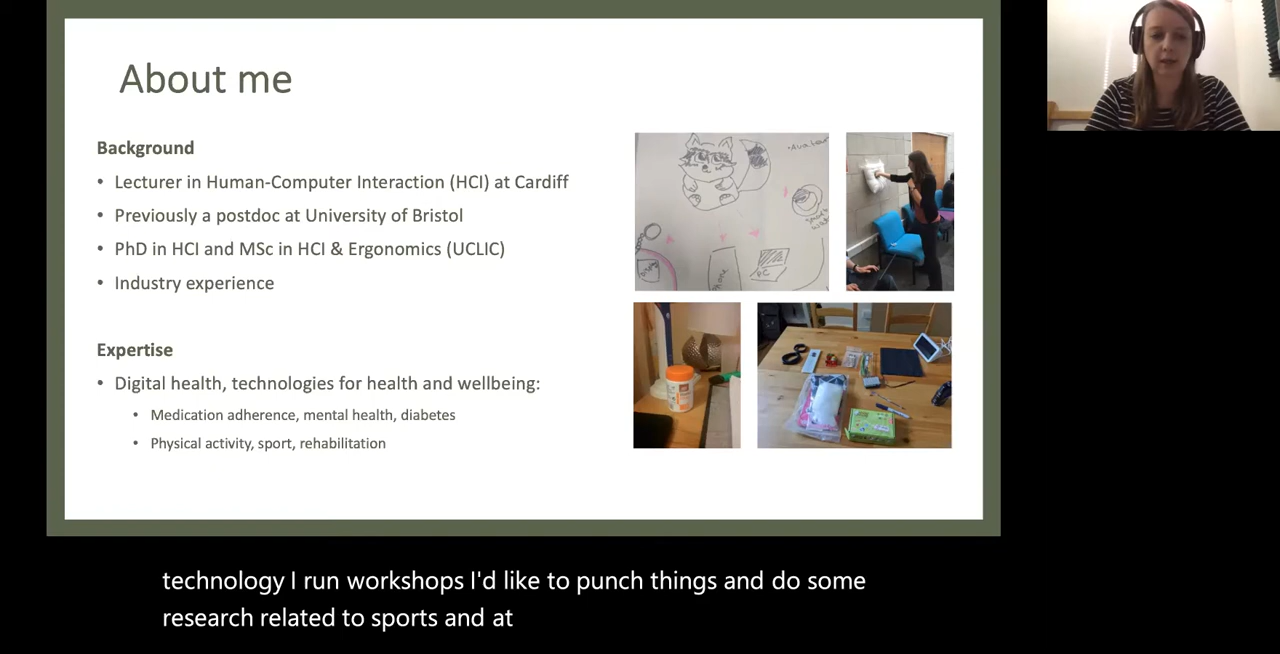 About me
Background
• Lecturer in Human-Computer Interaction (HCI) at Cardiff
• Previously a postdoc at University of Bristol
• PhD in HCI and MSc in HCI & Ergonomics (UCLIC)
• Industry experience
Expertise
• Digital health, technologies for health and wellbeing:
• Medication adherence, mental health, diabetes
• Physical activity, sport, rehabilitation
Phone
PC
technology I run workshops I'd like to punch things and do some
research related to sports and at